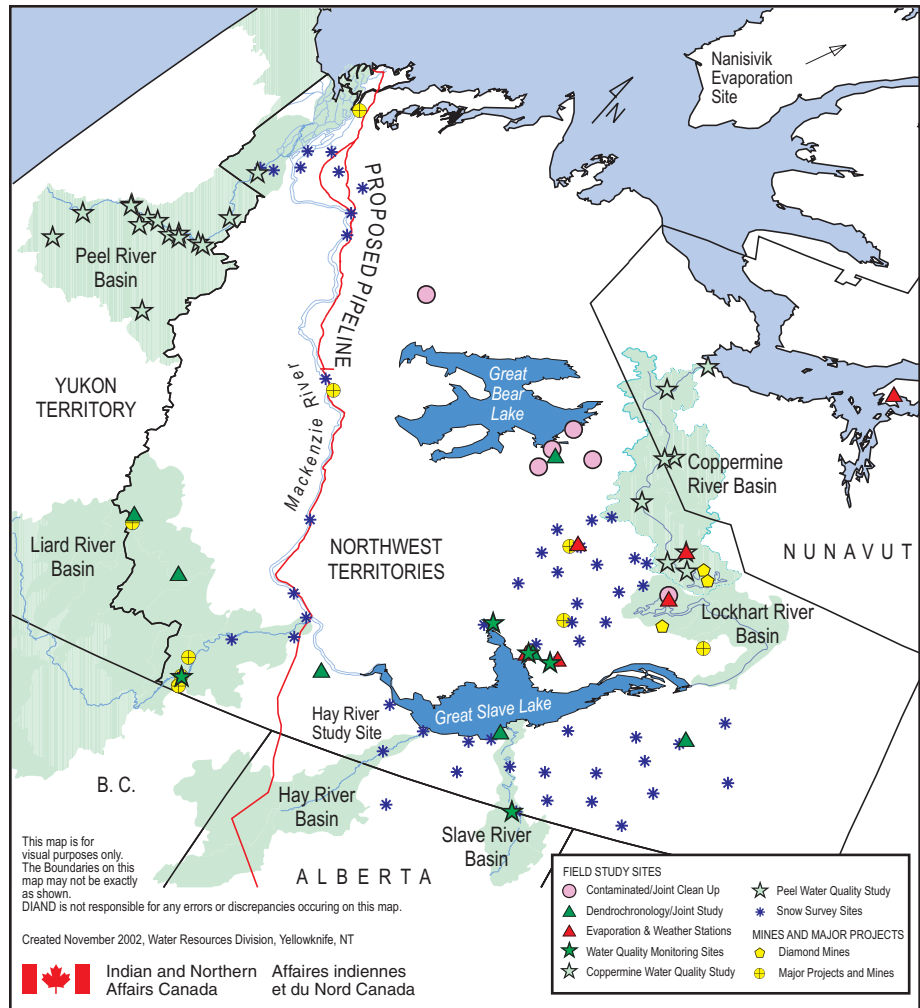 Nanisivik
Evaporation
Site
N
PROPOSED PIPELINE
Peel River
Basin
Great
Bear
Lake
YUKON
TERRITORY
Mackenzie River
Coppermine
River Basin
Liard River
Basin
NORTHWEST
TERRITORIES
NUNAVUT
Lockhart River
Basin
Great Slave Lake
Hay River
Study Site
B. C.
Hay River
Basin
Slave River
Basin
ALBERTA
This map is for
visual purposes only.
The Boundaries on this
map may not be exactly
as shown.
DIAND is not responsible for any errors or discrepancies occuring on this map.
Created November 2002, Water Resources Division, Yellowknife, NT
Indian and Northern
Affairs Canada
Affaires indiennes
et du Nord Canada
FIELD STUDY SITES
Contaminated/Joint Clean Up
Dendrochronology/Joint Study
Evaporation & Weather Stations
Water Quality Monitoring Sites
Coppermine Water Quality Study
Peel Water Quality Study
Snow Survey Sites
MINES AND MAJOR PROJECTS
Diamond Mines
Major Projects and Mines